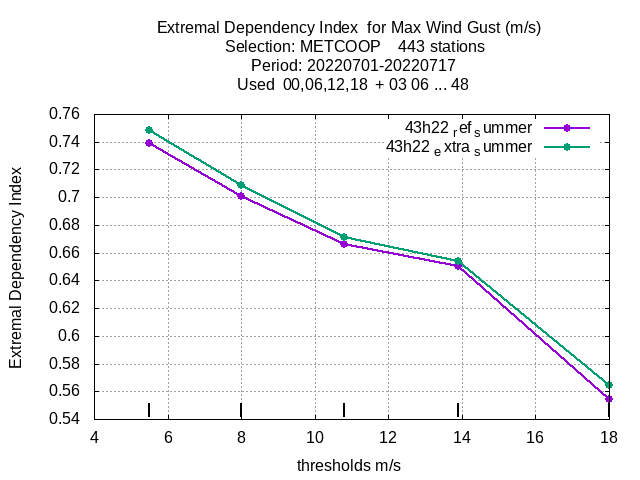 Extremal Dependency Index for Max Wind Gust (m/s)
Selection: METCOOP 443 stations
Period: 20220701-20220717
Used 00,06,12,18 + 03 06 ... 48
0.76
0.74
0.72
0.7
0.68
0.66
0.64
0.62
0.6
0.58
0.56
0.54
Extremal Dependency Index
43h22 ref summer
43h22 extra summer
4 6 8 10 12 14 16 18
thresholds m/s